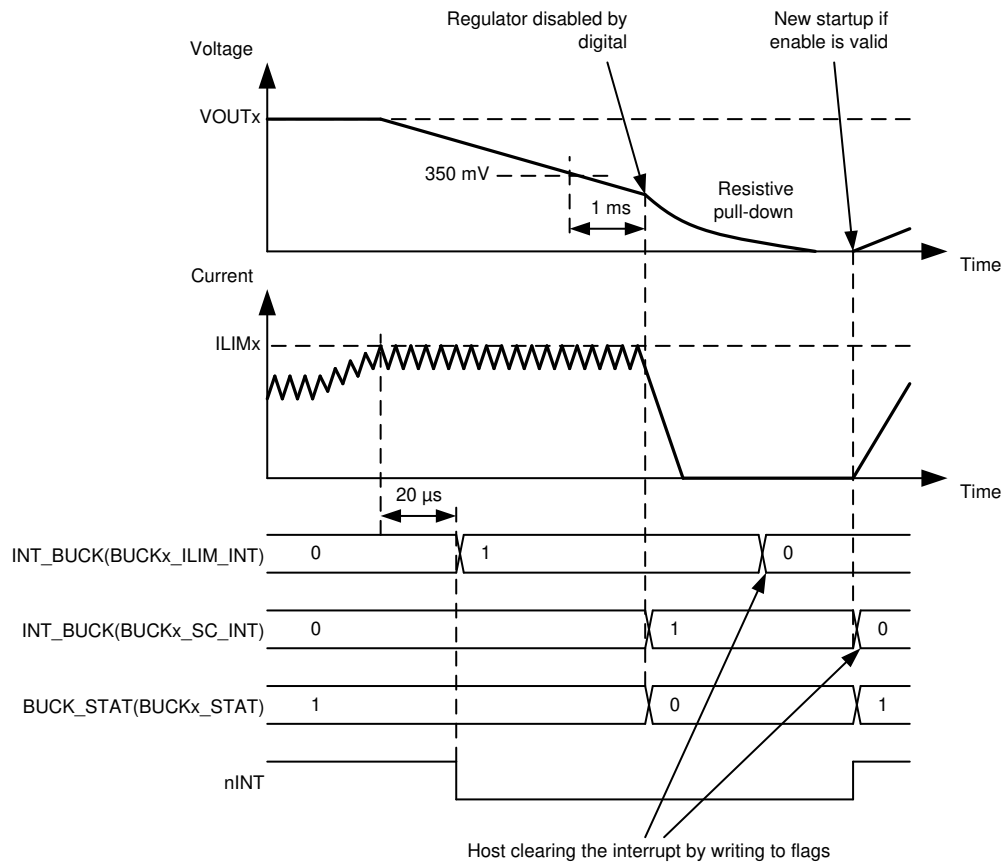 Regulator disabled by
digital
New startup if
enable is valid
Voltage
VOUTx
350 mV
1 ms
Resistive
pull-down
Time
Current
ILIMx
Time
20 µs
INT_BUCK(BUCKx_ILIM_INT)
0
1
0
INT_BUCK(BUCKx_SC_INT)
0
1
0
BUCK_STAT(BUCKx_STAT)
1
0
1
nINT
Host clearing the interrupt by writing to flags